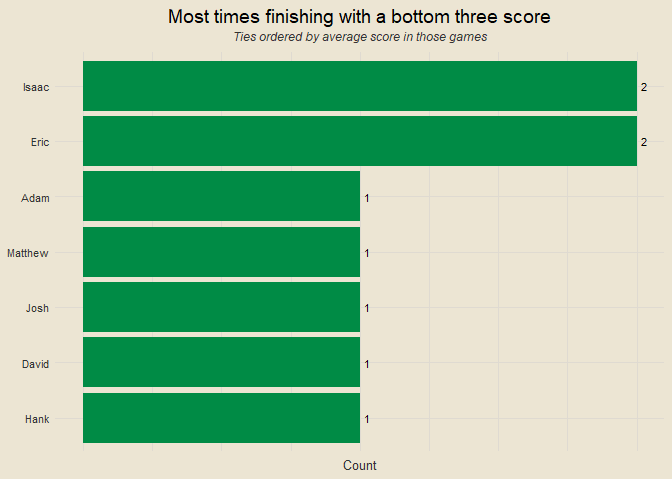 Most times finishing with a bottom three score
Ties ordered by average score in those games
Isaac 2
Eric 2
Adam 1
Matthew 1
Josh 1
David 1
Hank 1
Count